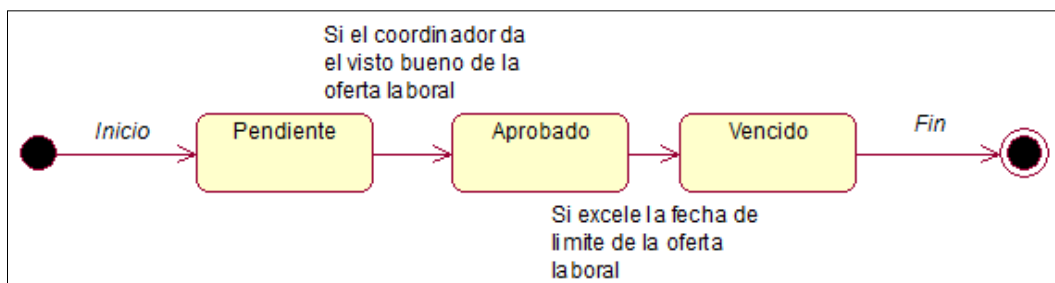 Si el coordinador da
el visto bueno de la
oferta laboral
Inicio
Pendiente
Aprobado
Vencido
Fin
Si excele la fecha de
limite de la oferta
laboral